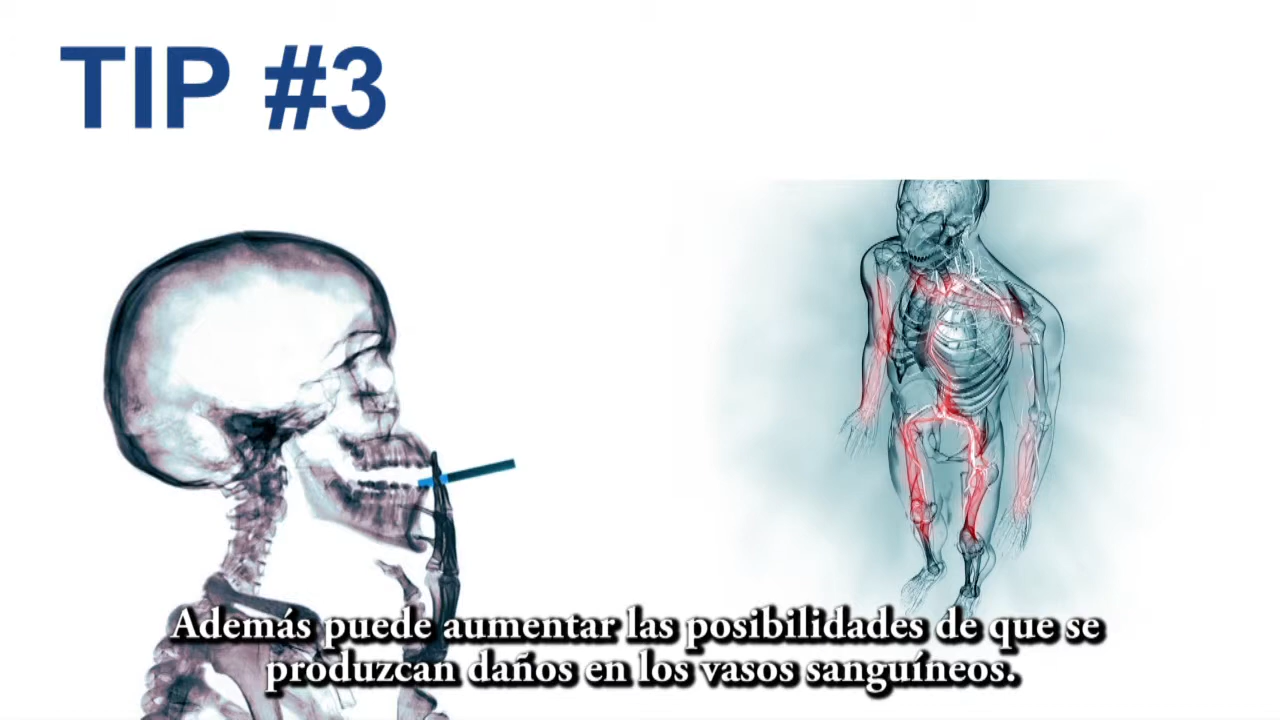 TIP #3
Además puede aumentar las posibilidades de que se
produzcan daños en los vasos sanguíneos.